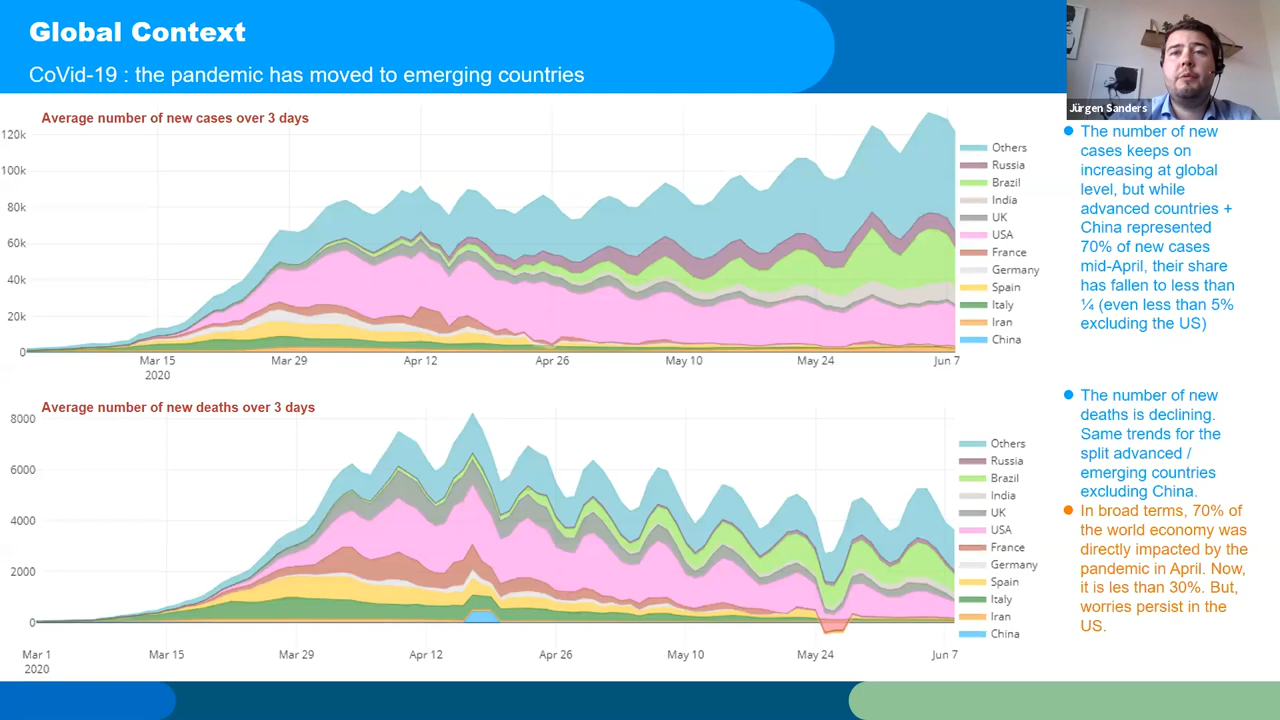 Global Context
CoVid-19 : the pandemic has moved to emerging countries
Jürgen Sanders
Average number of new cases over 3 days
120k
100k
80k
60k
40k
20k
0
Mar 15
2020
Mar 29
Apr 12
Apr 26
May 10
May 24
Jun 7
Others
Russia
Brazil
India
UK
USA
France
Germany
Spain
Italy
Iran
China
The number of new
cases keeps on
increasing at global
level, but while
advanced countries +
China represented
70% of new cases
mid-April, their share
has fallen to less than
¼ (even less than 5%
excluding the US)
Average number of new deaths over 3 days
8000
6000
4000
2000
0
Mar 1
2020
Mar 15
Mar 29
Apr 12
Apr 26
May 10
May 24
Jun 7
Others
Russia
Brazil
India
UK
USA
France
Germany
Spain
Italy
Iran
China
The number of new
deaths is declining.
Same trends for the
split advanced /
emerging countries
excluding China.
In broad terms, 70% of
the world economy was
directly impacted by the
pandemic in April. Now,
it is les than 30%. But,
worries persist in the
US.